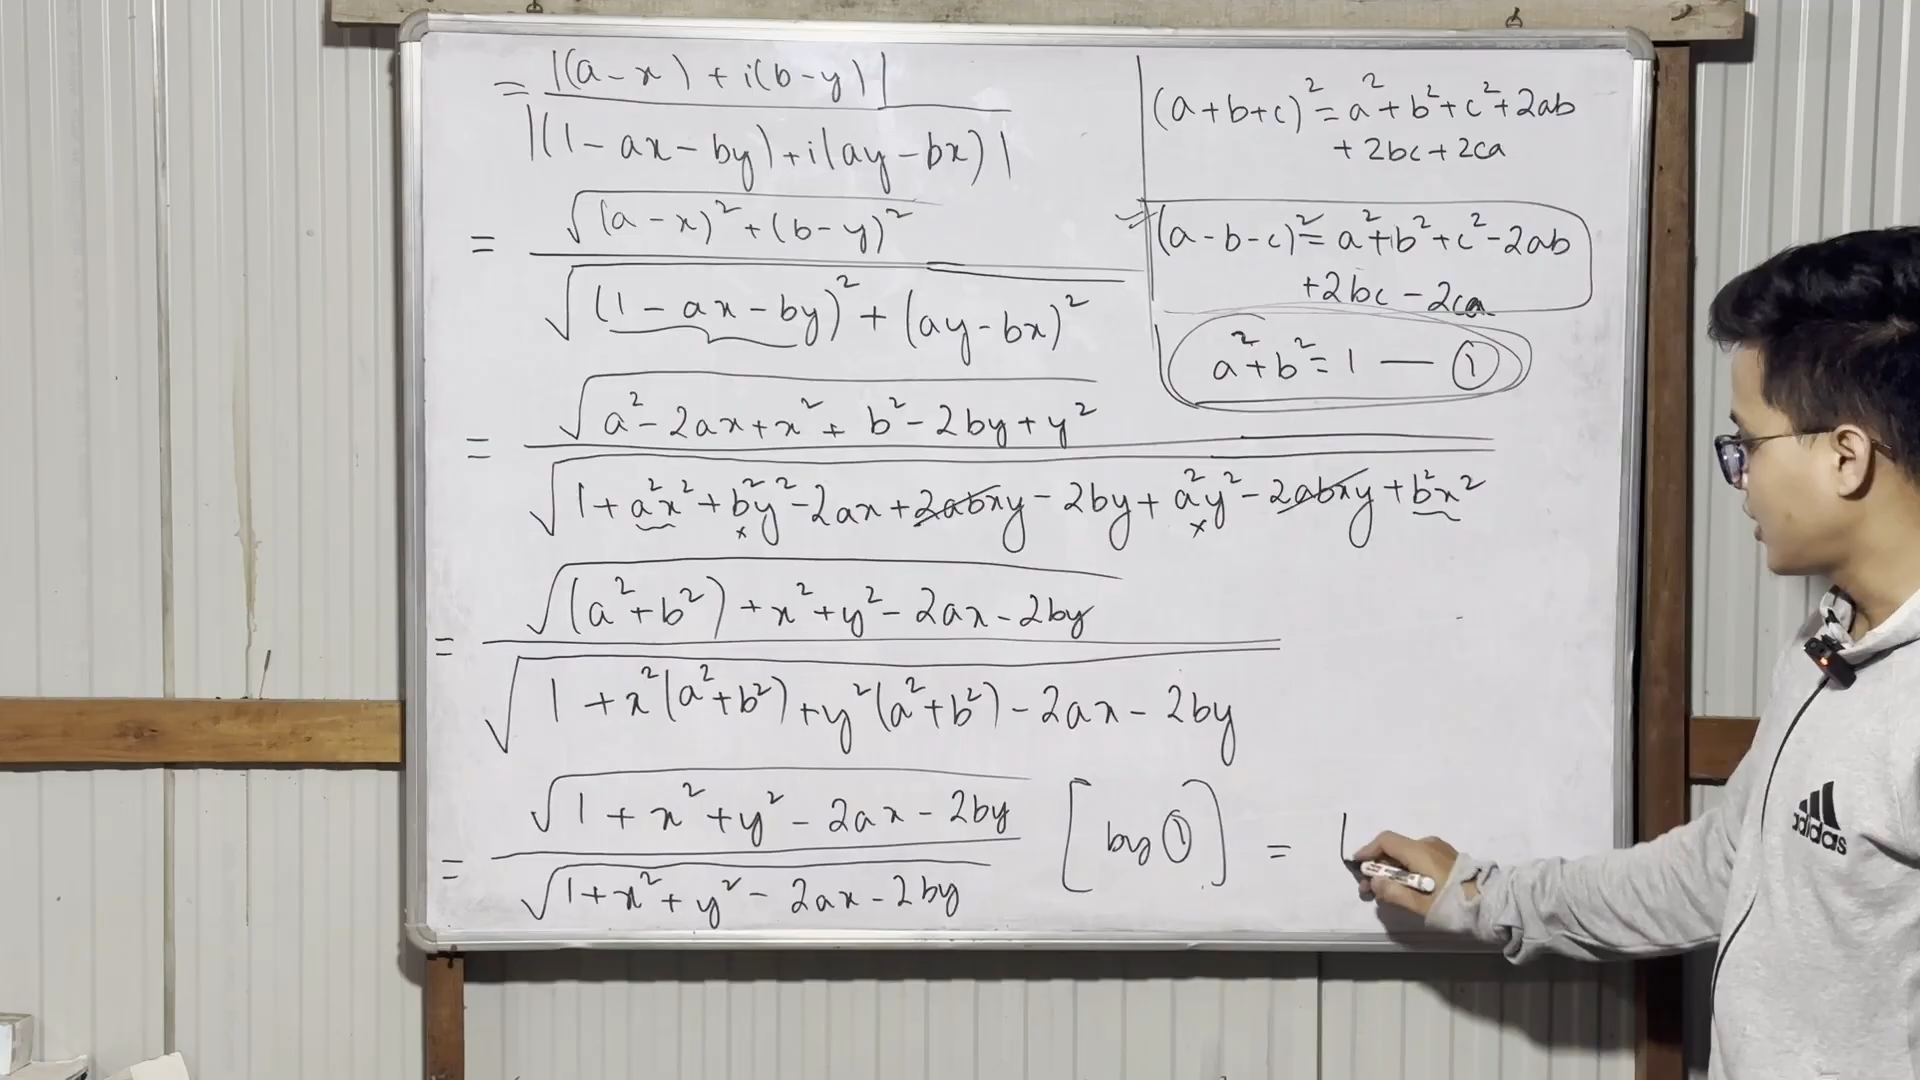 = |(a - x) + i(b - y)|
|(1 - ax - by) + i(ay - bx)|
= √(a - x)² + (b - y)²
√(1 - ax - by)² + (ay - bx)²
= √a² - 2ax + x² + b² - 2by + y²
√1 + a²x² + b²y² - 2ax + 2abxy - 2by + a²y² - 2abxy + b²x²
= √(a² + b²) + x² + y² - 2ax - 2by
√1 + x²(a² + b²) + y²(a² + b²) - 2ax - 2by
= √1 + x² + y² - 2ax - 2by [by ①] =
√1 + x² + y² - 2ax - 2by
(a + b + c)² = a² + b² + c² + 2ab
+ 2bc + 2ca
(a - b - c)² = a² + b² + c² - 2ab
+ 2bc - 2ca
a² + b² = 1 — ①
adidas